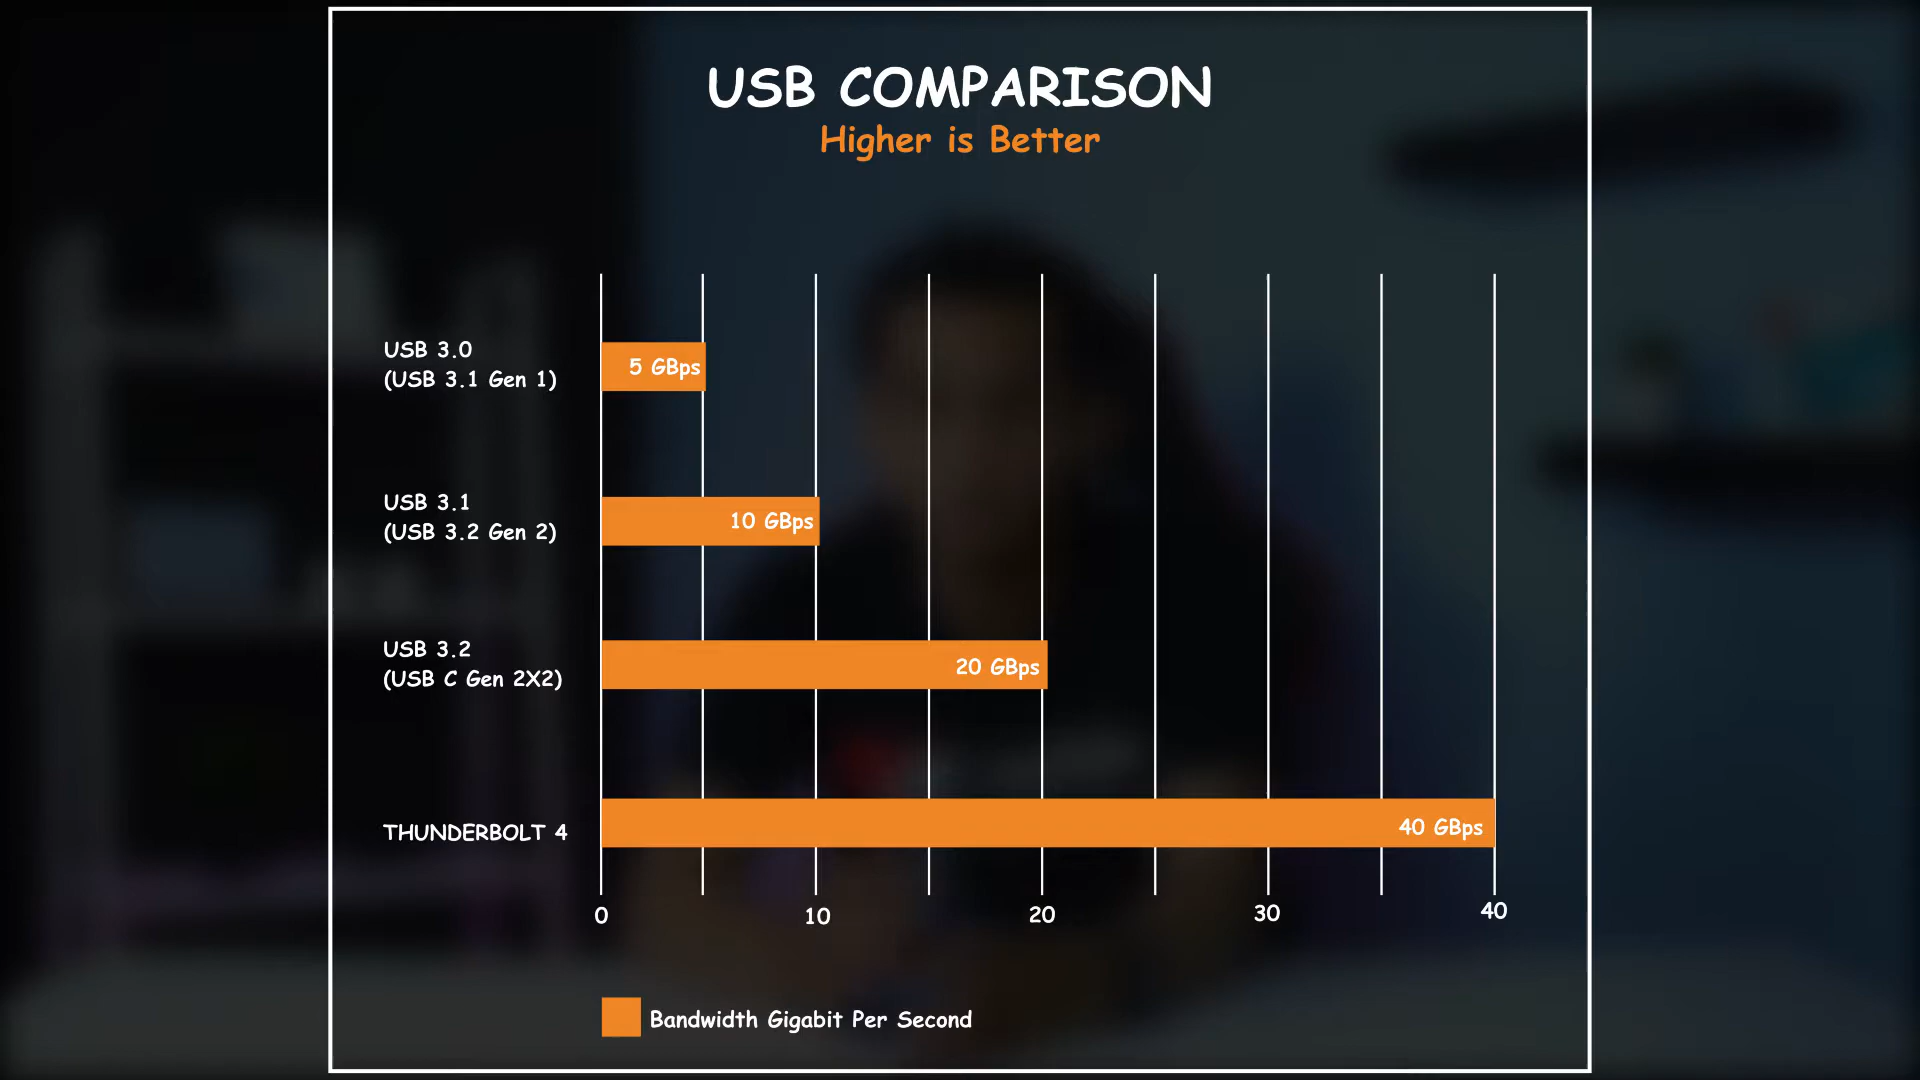 USB COMPARISON
Higher is Better
USB 3.0
(USB 3.1 Gen 1)
5 GBps
USB 3.1
(USB 3.2 Gen 2)
10 GBps
USB 3.2
(USB C Gen 2X2)
20 GBps
THUNDERBOLT 4
40 GBps
0 10 20 30 40
Bandwidth Gigabit Per Second